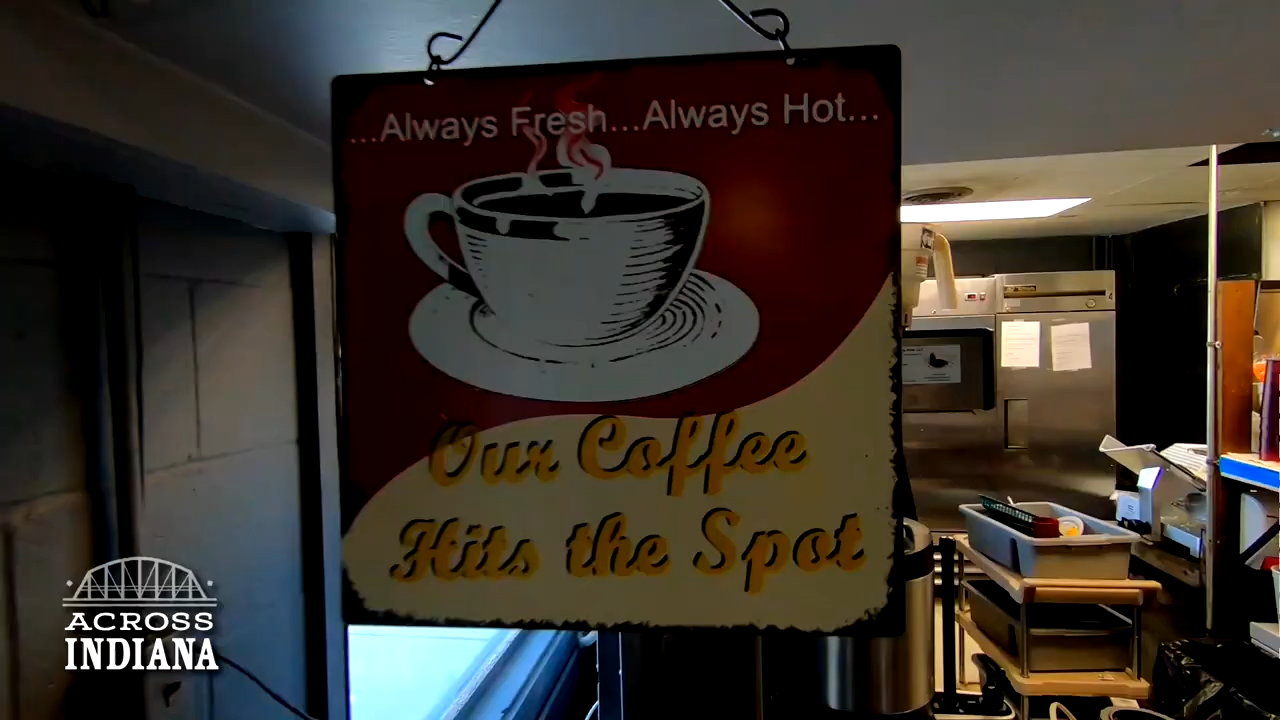 ...Always Fresh...Always Hot...
Our Coffee
Hits the Spot
ACROSS
INDIANA